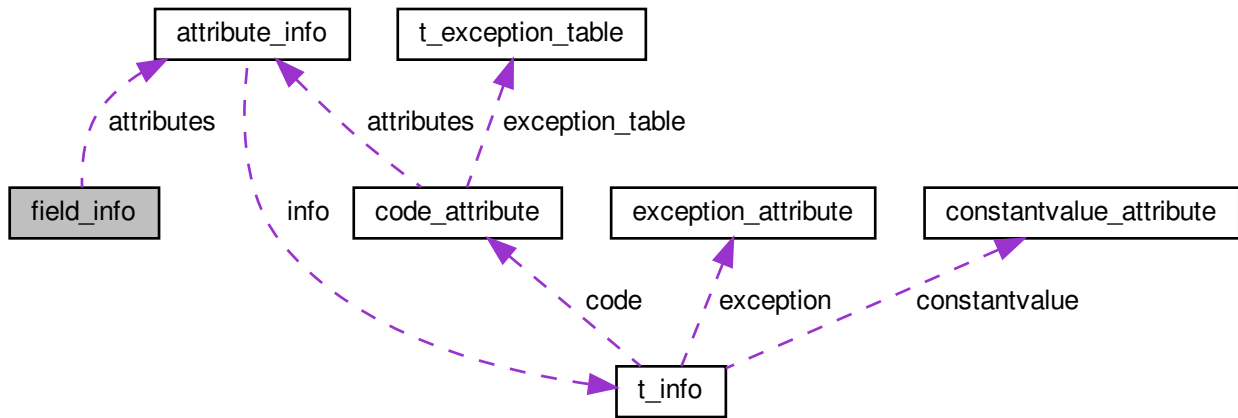 attribute_info
t_exception_table
attributes
attributes
exception_table
field_info
info
code_attribute
exception_attribute
constantvalue_attribute
code
exception
constantvalue
t_info